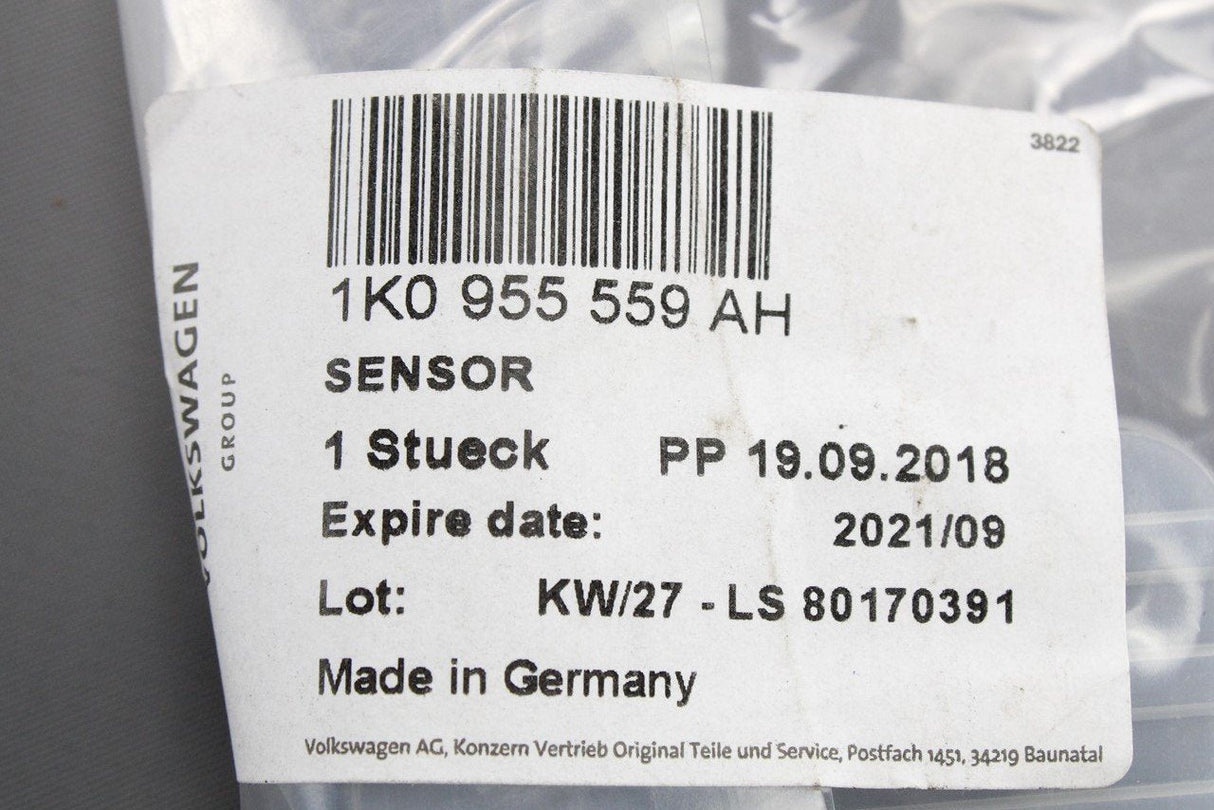 3822
1K0 955 559 AH
SENSOR
1 Stueck PP 19.09.2018
Expire date: 2021/09
Lot: KW/27 - LS 80170391
Made in Germany
Volkswagen AG, Konzern Vertrieb Original Teile und Service, Postfach 1451, 34219 Baunatal
VOLKSWAGEN
GROUP